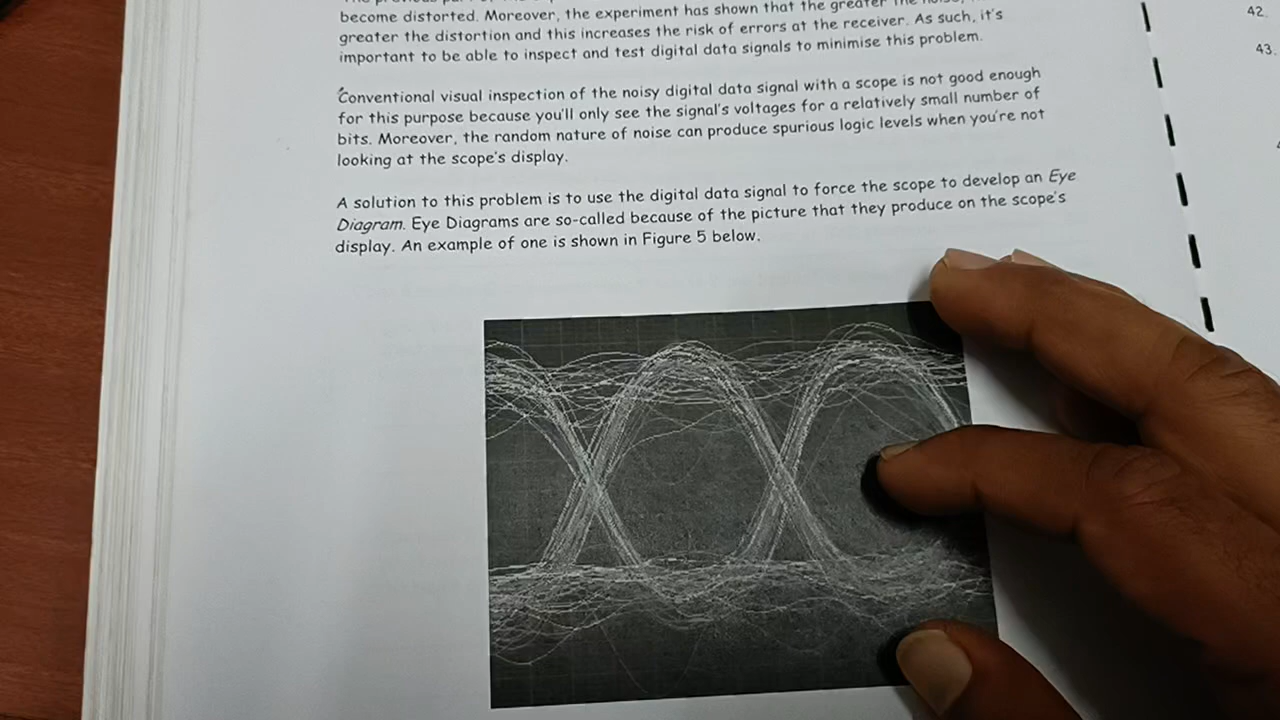 become distorted. Moreover, the experiment has shown that the greater the noise,
greater the distortion and this increases the risk of errors at the receiver. As such, it's
important to be able to inspect and test digital data signals to minimise this problem.
Conventional visual inspection of the noisy digital data signal with a scope is not good enough
for this purpose because you'll only see the signal's voltages for a relatively small number of
bits. Moreover, the random nature of noise can produce spurious logic levels when you're not
looking at the scope's display.
A solution to this problem is to use the digital data signal to force the scope to develop an Eye
Diagram. Eye Diagrams are so-called because of the picture that they produce on the scope's
display. An example of one is shown in Figure 5 below.
42.
43.